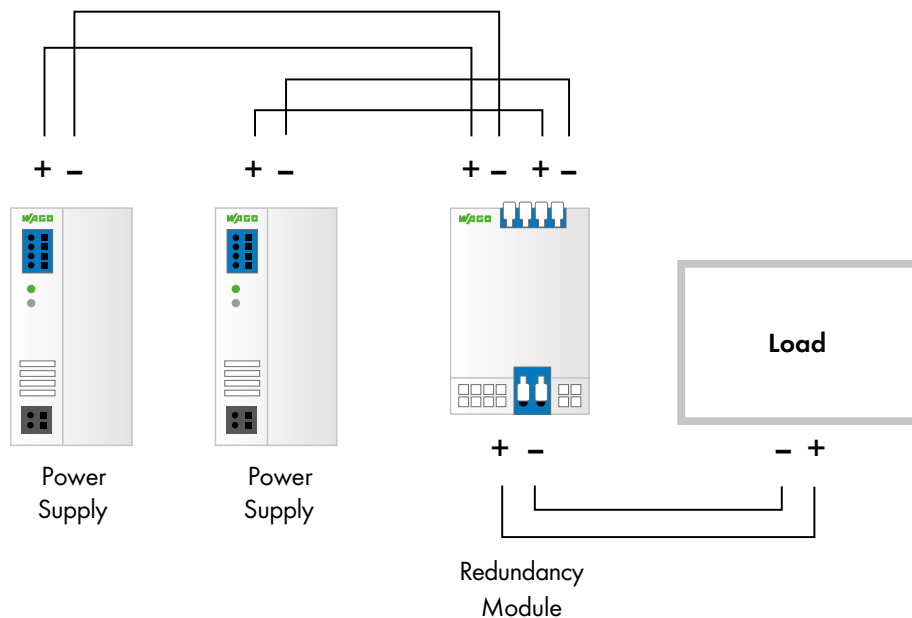 + – + – + – + –
WAGO WAGO WAGO
Load
+ – – +
Power
Supply
Power
Supply
Redundancy
Module